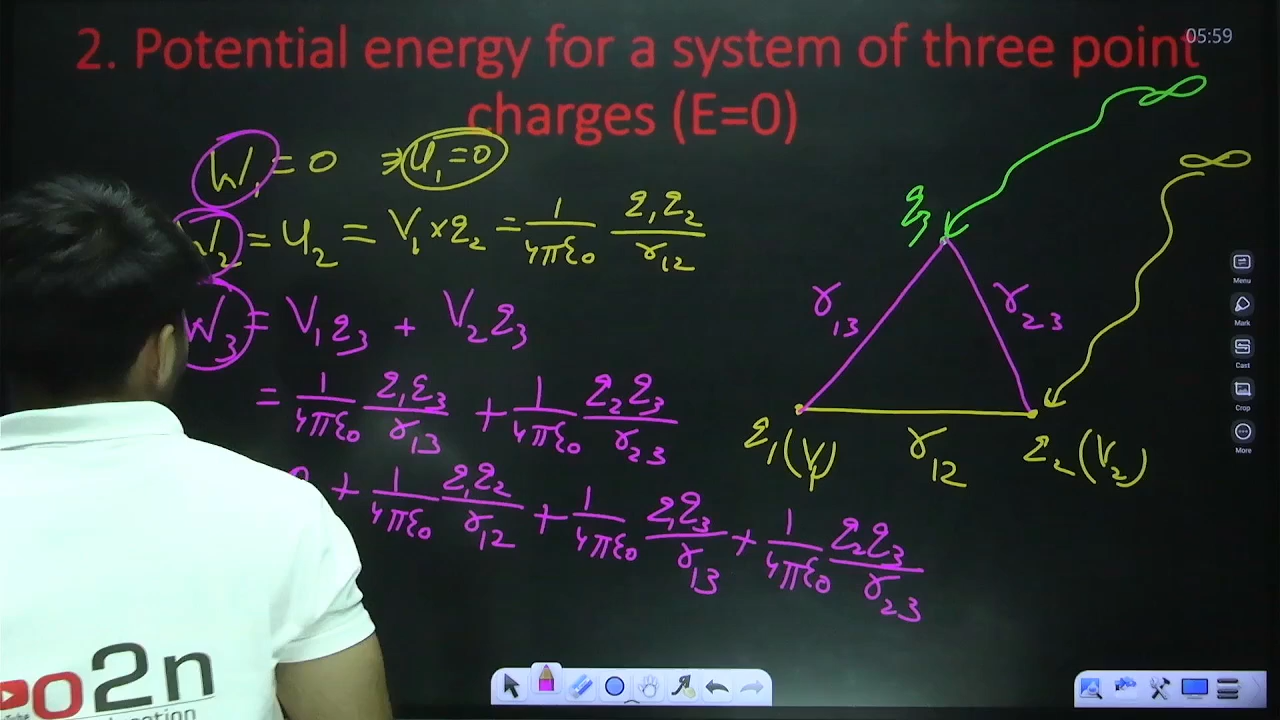 2. Potential energy for a system of three point charges (E=0)
05:59
W₁ = 0 ⇒ U₁ = 0
W₂ = U₂ = V₁ × q₂ = 1/4πε₀ q₁q₂/r₁₂
W₃ = V₁q₃ + V₂q₃
= 1/4πε₀ q₁q₃/r₁₃ + 1/4πε₀ q₂q₃/r₂₃
+ 1/4πε₀ q₁q₂/r₁₂ + 1/4πε₀ q₁q₃/r₁₃ + 1/4πε₀ q₂q₃/r₂₃
∞
∞
q₃
r₁₃
r₂₃
q₁(V₁)
r₁₂
q₂(V₂)
Menu
Mark
Cast
Crop
More
o2n